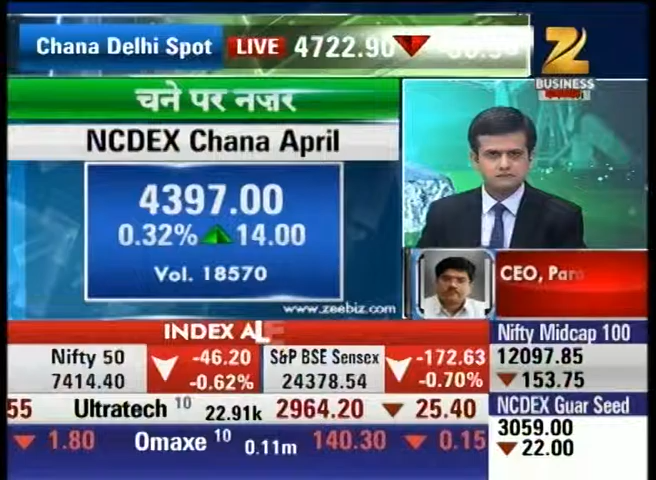 Chana Delhi Spot LIVE 4722.90
Z
BUSINESS
चने पर नज़र
NCDEX Chana April
4397.00
0.32% 14.00
Vol. 18570
www.zeebiz.com
CEO,
INDEX
Nifty 50 -46.20 S&P BSE Sensex -172.63
7414.40 -0.62% 24378.54 -0.70%
Nifty Midcap 100
12097.85
153.75
55 Ultratech 10 22.91k 2964.20 25.40
NCDEX Guar Seed
3059.00
22.00
1.80 Omaxe 10 0.11m 140.30 0.15